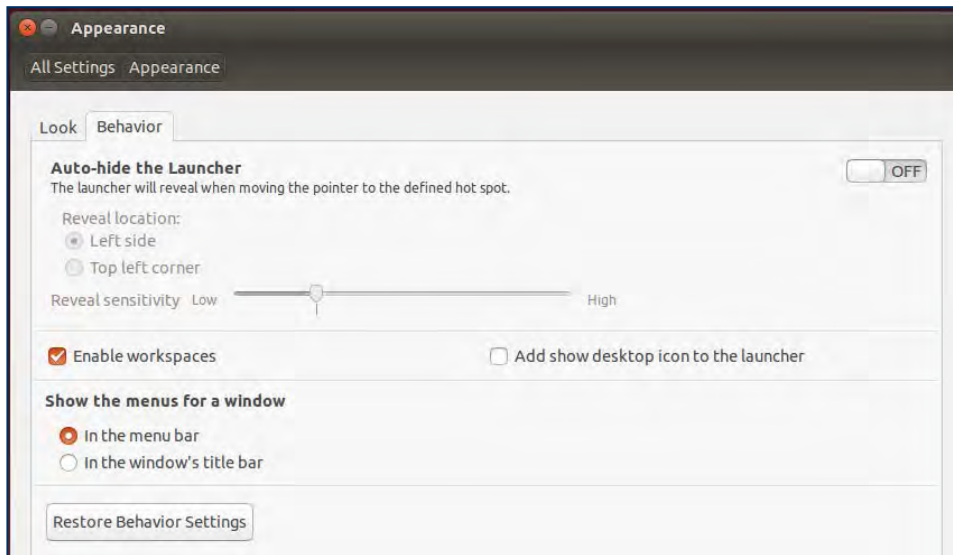 Appearance
All Settings Appearance
Look Behavior
Auto-hide the Launcher
OFF
The launcher will reveal when moving the pointer to the defined hot spot.
Reveal location:
Left side
Top left corner
Reveal sensitivity Low High
Enable workspaces Add show desktop icon to the launcher
Show the menus for a window
In the menu bar
In the window's title bar
Restore Behavior Settings